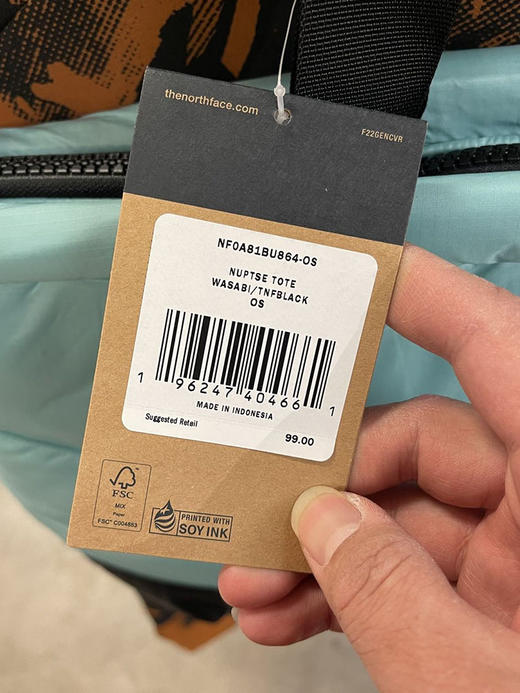 thenorthface.com
F22GENCVR
NF0A81BU864-OS
NUPTSE TOTE
WASABI/TNFBLACK
OS
1 96247 40466 1
MADE IN INDONESIA
Suggested Retail
99.00
FSC
MIX
Paper
FSC® C004853
PRINTED WITH
SOY INK